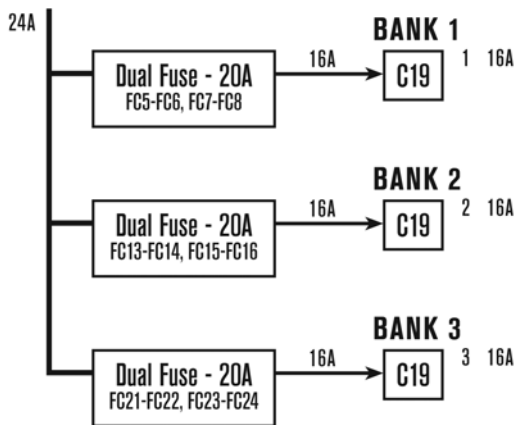 24A
BANK 1
Dual Fuse - 20A
FC5-FC6, FC7-FC8
16A
C19
1 16A
BANK 2
Dual Fuse - 20A
FC13-FC14, FC15-FC16
16A
C19
2 16A
BANK 3
Dual Fuse - 20A
FC21-FC22, FC23-FC24
16A
C19
3 16A